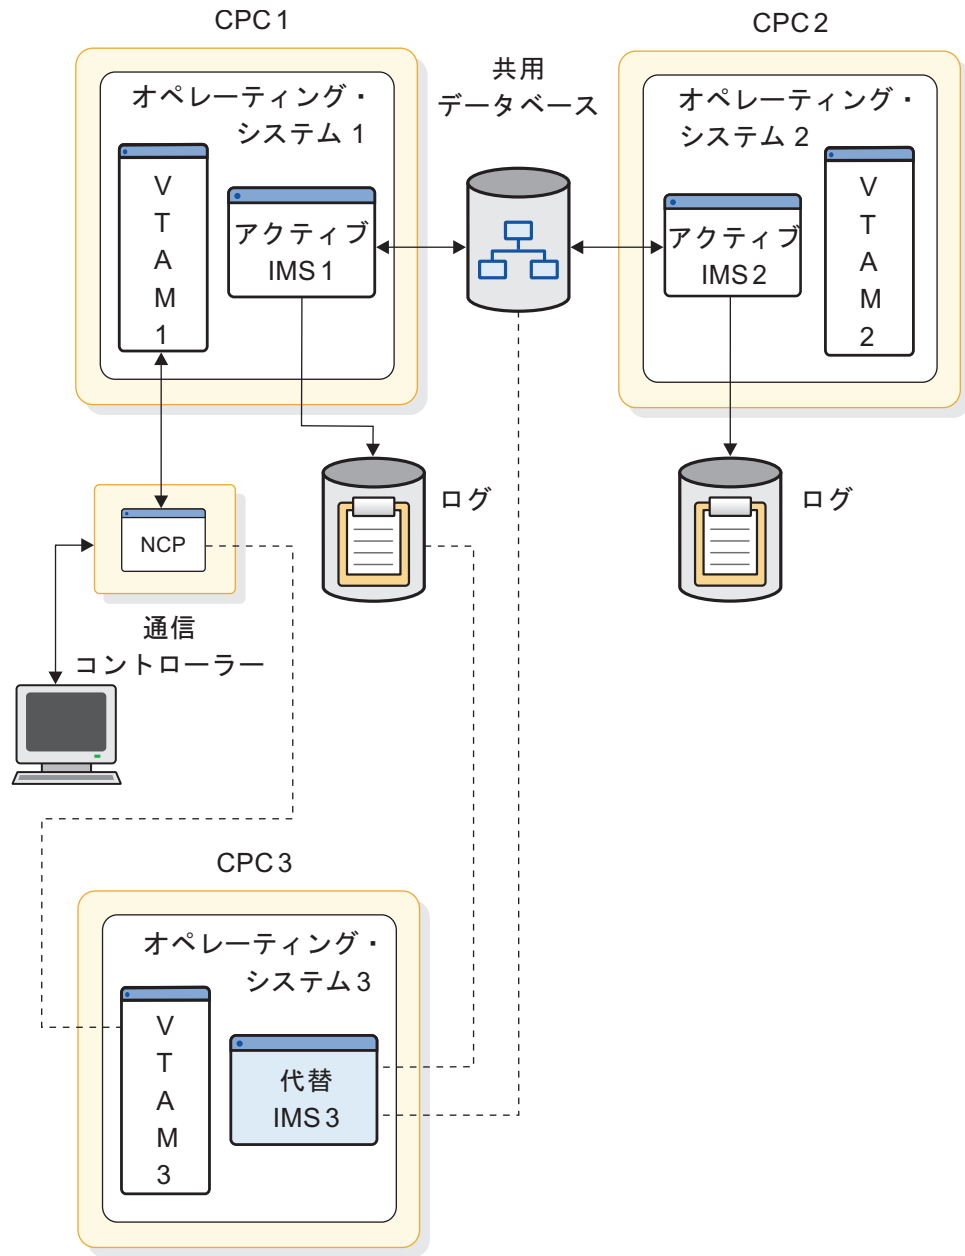 CPC 1
オペレーティング・
システム 1
V
T
A
M
1
アクティブ
IMS 1
共用
データベース
CPC 2
オペレーティング・
システム 2
アクティブ
IMS 2
V
T
A
M
2
NCP
通信
コントローラー
ログ
ログ
CPC 3
オペレーティング・
システム 3
V
T
A
M
3
代替
IMS 3